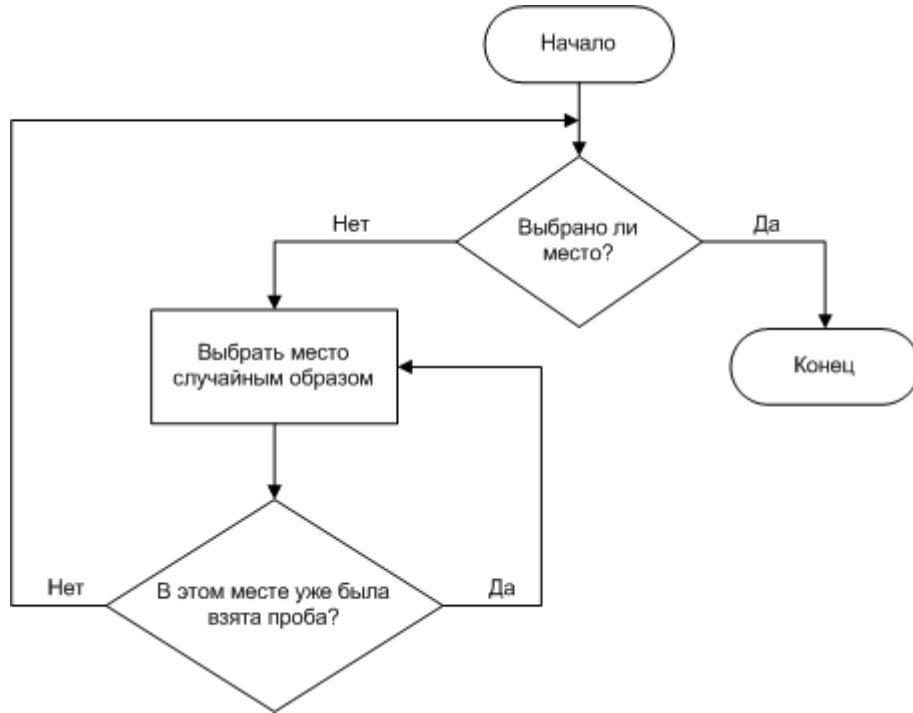 Начало
Выбрано ли
место?
Нет
Да
Выбрать место
случайным образом
Конец
В этом месте уже была
взята проба?
Нет
Да